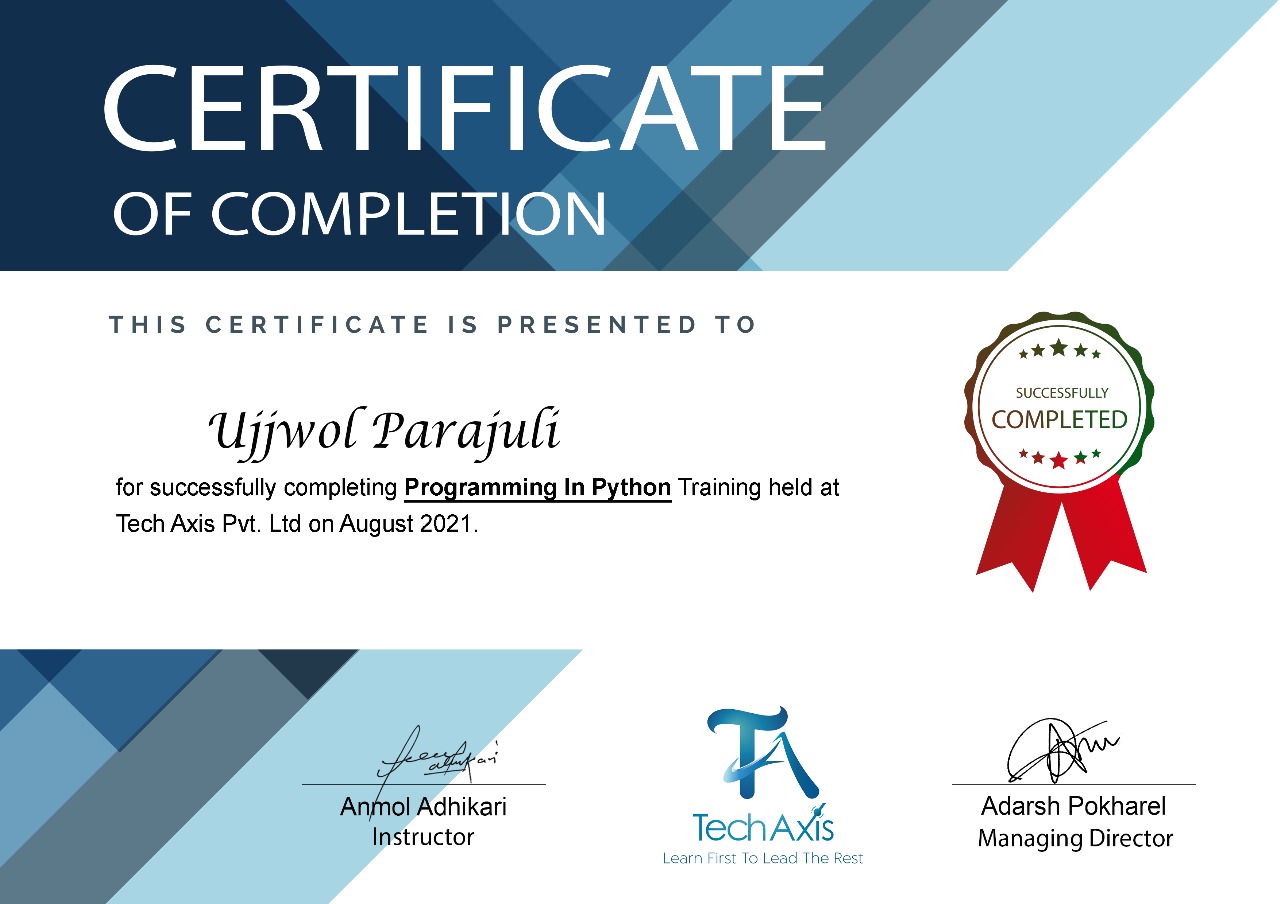 CERTIFICATE
OF COMPLETION
THIS CERTIFICATE IS PRESENTED TO
Ujjwol Parajuli
for successfully completing Programming In Python Training held at
Tech Axis Pvt. Ltd on August 2021.
SUCCESSFULLY
COMPLETED
Anmol Adhikari
Instructor
TA
Tech Axis
Learn First To Lead The Rest
Adarsh Pokharel
Managing Director